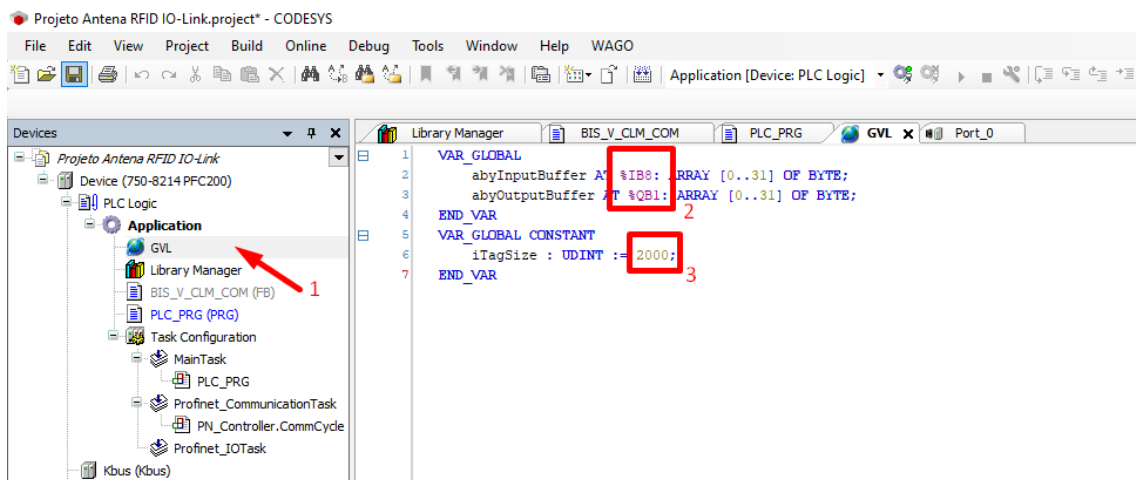 Projeto Antena RFID IO-Link.project* - CODESYS
File Edit View Project Build Online Debug Tools Window Help WAGO
Application [Device: PLC Logic]
Devices
Library Manager BIS_V_CLM_COM PLC_PRG GVL Port_0
Projeto Antena RFID IO-Link
Device (750-8214 PFC200)
PLC Logic
Application
GVL
Library Manager
BIS_V_CLM_COM (FB)
PLC_PRG (PRG)
Task Configuration
MainTask
PLC_PRG
Profinet_CommunicationTask
PN_Controller.CommCycle
Profinet_IOTask
Kbus (Kbus)
1
1 VAR_GLOBAL
2 abyInputBuffer AT %IB8: ARRAY [0..31] OF BYTE;
3 abyOutputBuffer AT %QB1: ARRAY [0..31] OF BYTE;
4 END_VAR
2
5 VAR_GLOBAL CONSTANT
6 iTagSize : UDINT := 2000;
7 END_VAR
3